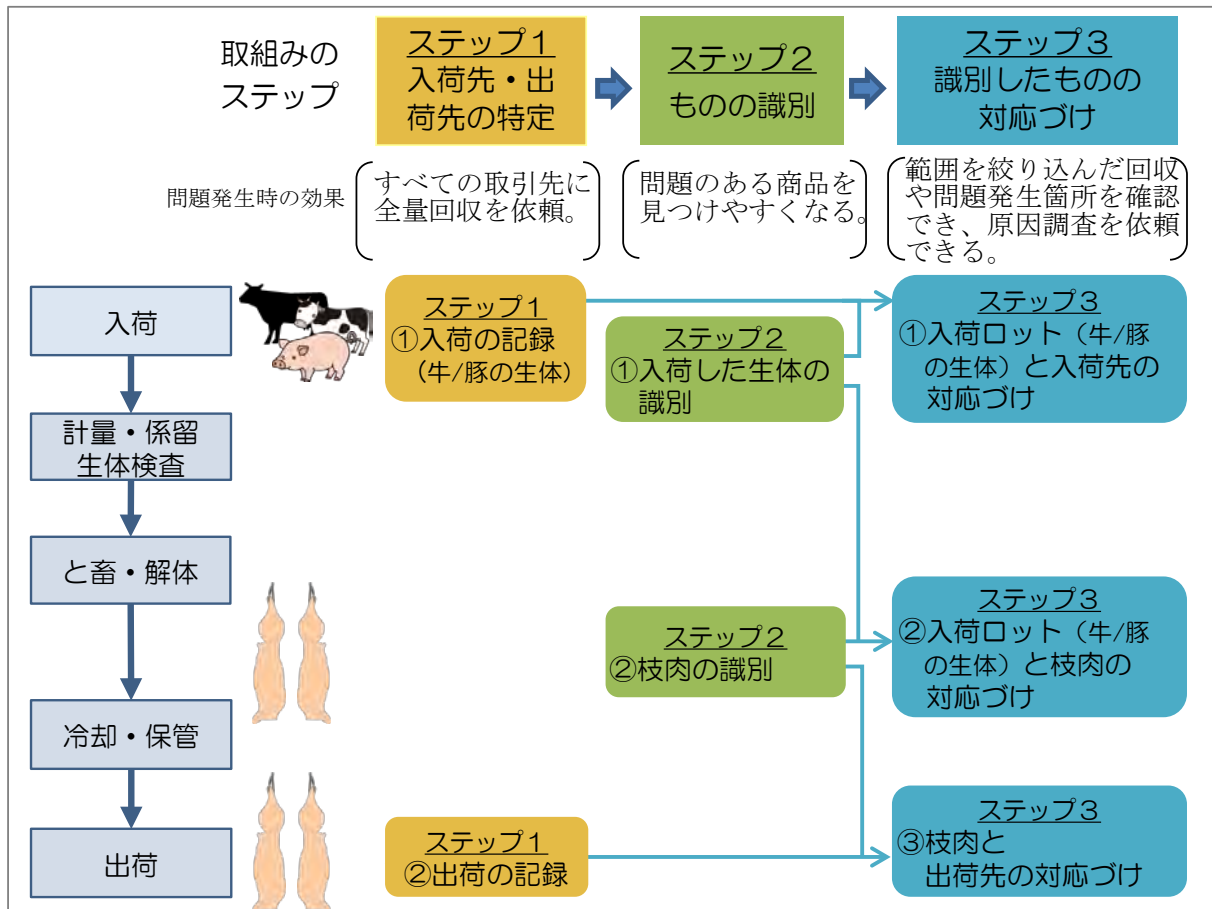 取組みの
ステップ
ステップ１
入荷先・出
荷先の特定
ステップ２
ものの識別
ステップ３
識別したものの
対応づけ
問題発生時の効果
すべての取引先に
全量回収を依頼。
問題のある商品を
見つけやすくなる。
範囲を絞り込んだ回収
や問題発生箇所を確認
でき、原因調査を依頼
できる。
入荷
ステップ１
①入荷の記録
（牛/豚の生体）
ステップ２
①入荷した生体の
識別
ステップ３
①入荷ロット（牛/豚
の生体）と入荷先の
対応づけ
計量・係留
生体検査
と畜・解体
ステップ２
②枝肉の識別
ステップ３
②入荷ロット（牛/豚
の生体）と枝肉の
対応づけ
冷却・保管
出荷
ステップ１
②出荷の記録
ステップ３
③枝肉と
出荷先の対応づけ